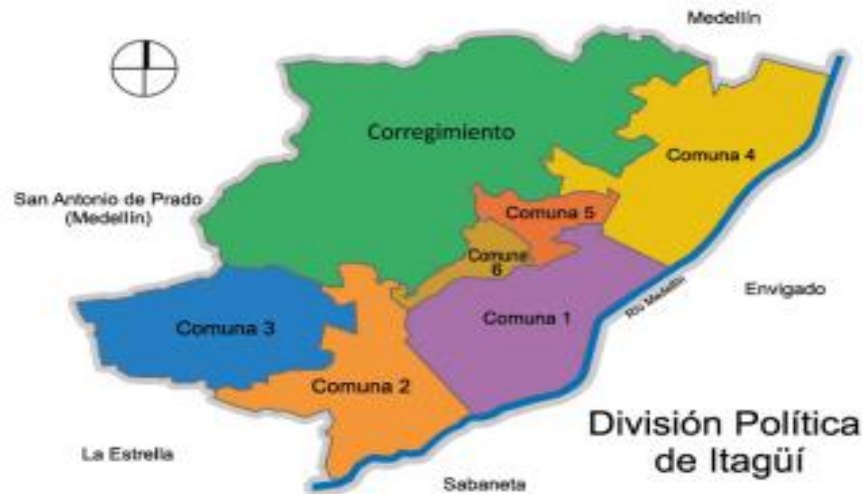 Medellín
Corregimiento
Comuna 4
San Antonio de Prado
(Medellín)
Comuna 5
Comuna
6
Envigado
Río Medellín
Comuna 3
Comuna 1
Comuna 2
División Política
de Itagüí
La Estrella
Sabaneta